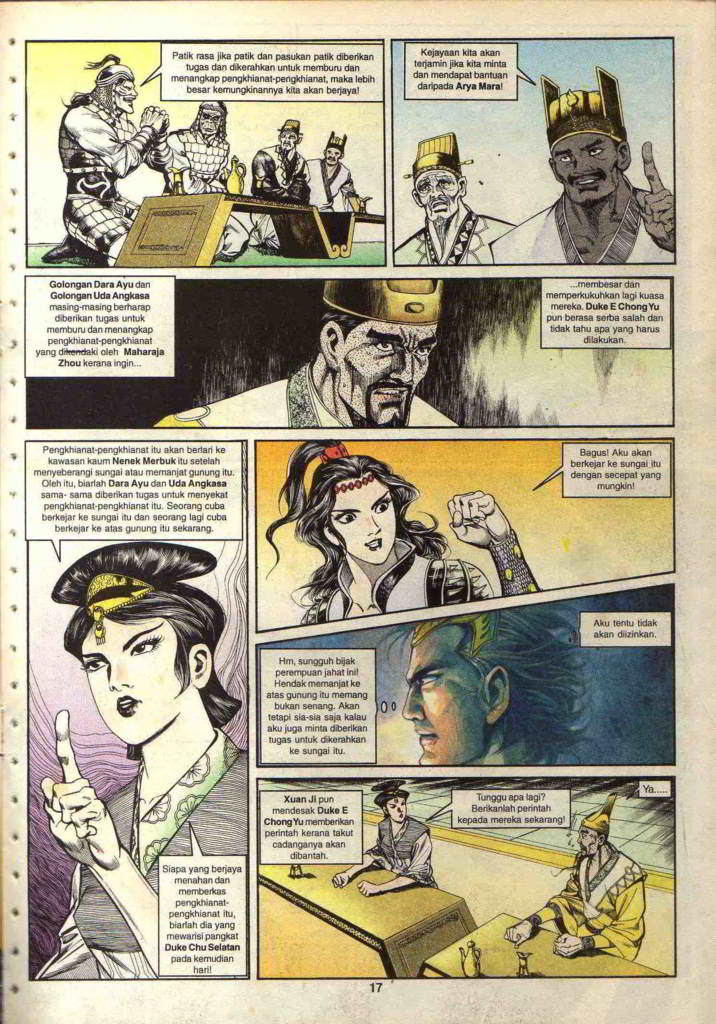 Patik rasa jika patik dan pasukan patik diberikan
tugas dan dikerahkan untuk memburu dan
menangkap pengkhianat-pengkhianat, maka lebih
besar kemungkinannya kita akan berjaya!
Kejayaan kita akan
terjamin jika kita minta
dan mendapat bantuan
daripada Arya Mara!
Golongan Dara Ayu dan
Golongan Uda Angkasa
masing-masing berharap
diberikan tugas untuk
memburu dan menangkap
pengkhianat-pengkhianat
yang dikendaki oleh Maharaja
Zhou kerana ingin...
...membesar dan
memperkukuhkan lagi kuasa
mereka. Duke E Chong Yu
pun berasa serba salah dan
tidak tahu apa yang harus
dilakukan.
Pengkhianat-pengkhianat itu akan berlari ke
kawasan kaum Nenek Merbuk itu setelah
menyeberangi sungai atau memanjat gunung itu.
Oleh itu, biarlah Dara Ayu dan Uda Angkasa
sama- sama diberikan tugas untuk menyekat
pengkhianat-pengkhianat itu. Seorang cuba
berkejar ke sungai itu dan seorang lagi cuba
berkejar ke atas gunung itu sekarang.
Bagus! Aku akan
berkejar ke sungai itu
dengan secepat yang
mungkin!
Aku tentu tidak
akan diizinkan.
Hm, sungguh bijak
perempuan jahat ini!
Hendak memanjat ke
atas gunung itu memang
bukan senang. Akan
tetapi sia-sia saja kalau
aku juga minta diberikan
tugas untuk dikerahkan
ke sungai itu.
Siapa yang berjaya
menahan dan
memberkas
pengkhianat-
pengkhianat itu,
biarlah dia yang
mewarisi pangkat
Duke Chu Selatan
pada kemudian
hari!
Xuan Ji pun
mendesak Duke E
Chong Yu memberikan
perintah kerana takut
cadanganya akan
dibantah.
Tunggu apa lagi?
Berikanlah perintah
kepada mereka sekarang!
Ya.....
17